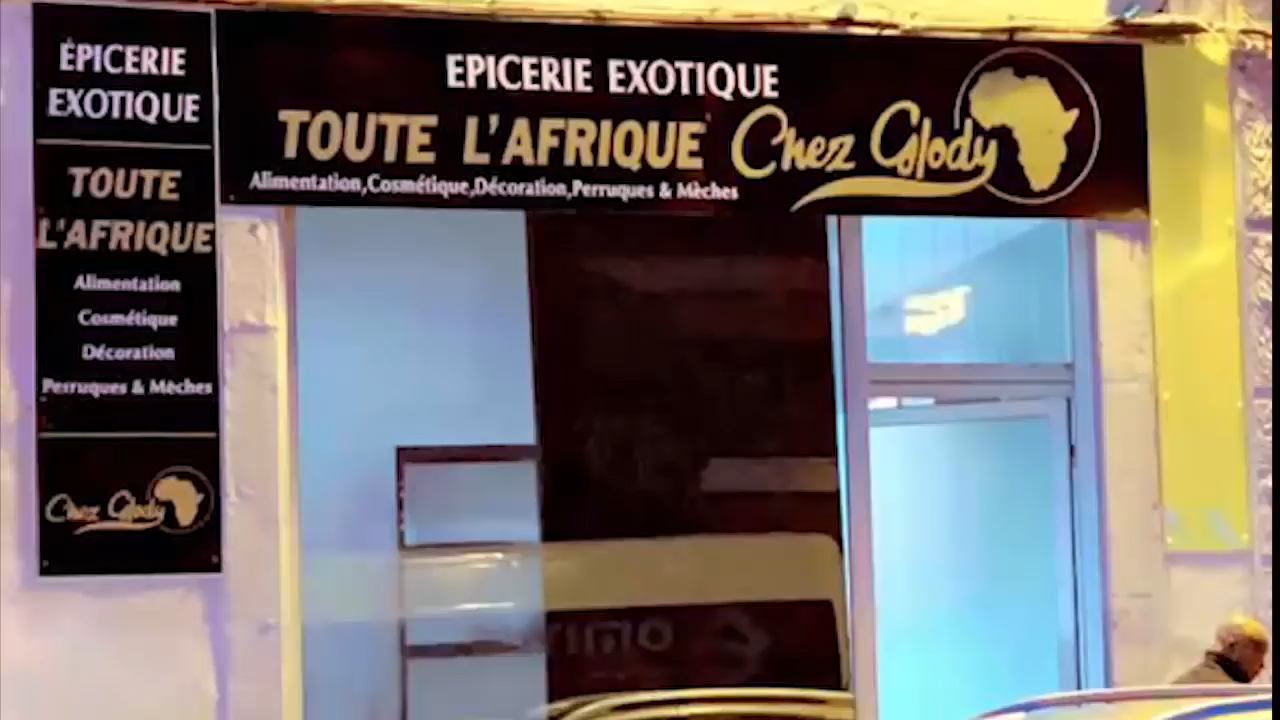 ÉPICERIE
EXOTIQUE
TOUTE
L'AFRIQUE
Alimentation
Cosmétique
Décoration
Perruques & Mèches
Chez Glody
EPICERIE EXOTIQUE
TOUTE L'AFRIQUE Chez Glody
Alimentation,Cosmétique,Décoration,Perruques & Mèches